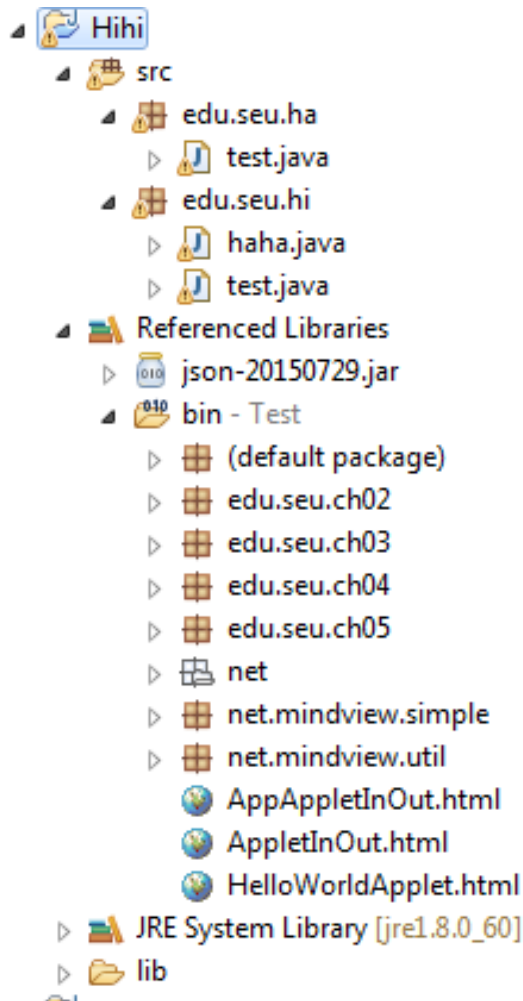 Hihi
src
edu.seu.ha
test.java
edu.seu.hi
haha.java
test.java
Referenced Libraries
json-20150729.jar
bin - Test
(default package)
edu.seu.ch02
edu.seu.ch03
edu.seu.ch04
edu.seu.ch05
net
net.mindview.simple
net.mindview.util
AppAppletInOut.html
AppletInOut.html
HelloWorldApplet.html
JRE System Library [jre1.8.0_60]
lib